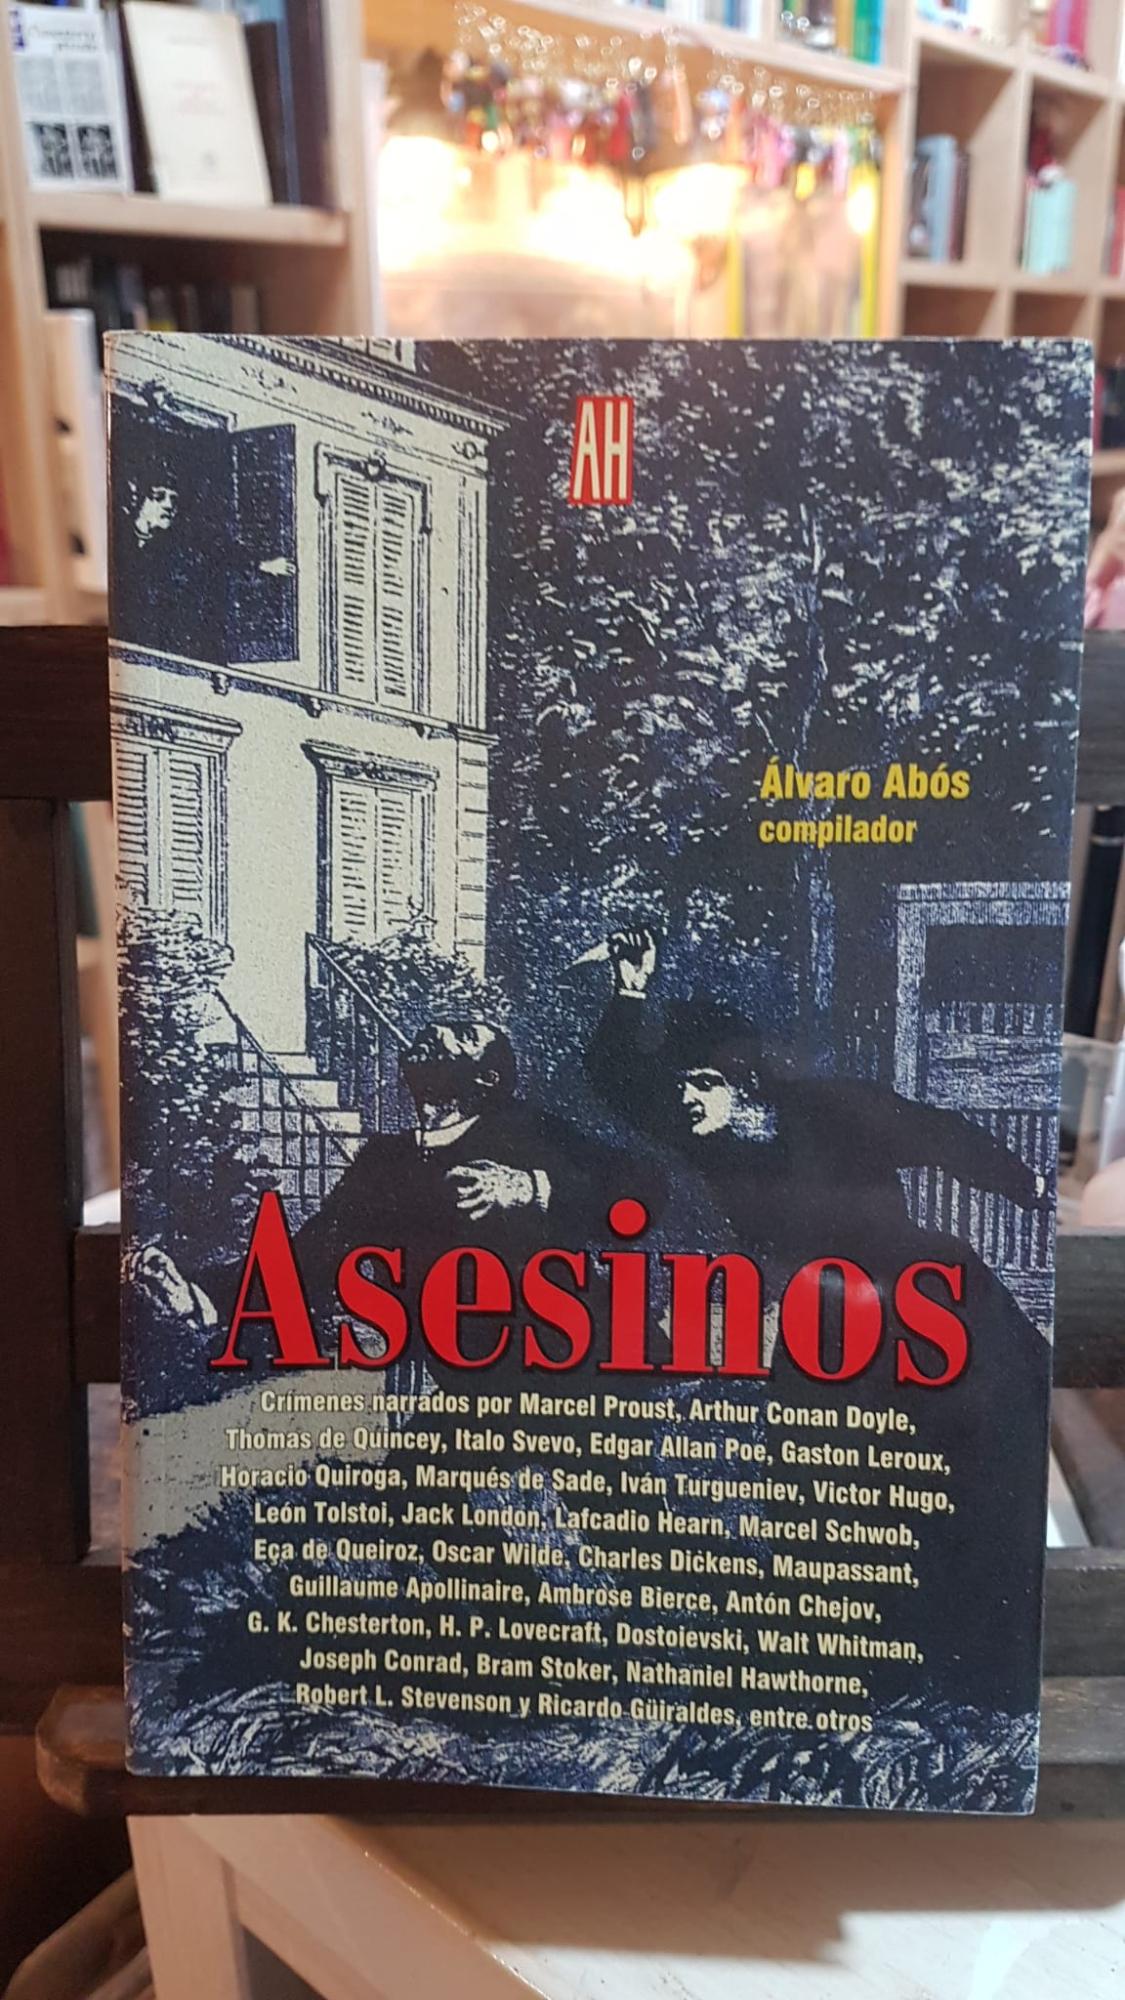 AH
Álvaro Abós
compilador
Asesinos
Crímenes narrados por Marcel Proust, Arthur Conan Doyle,
Thomas de Quincey, Italo Svevo, Edgar Allan Poe, Gaston Leroux,
Horacio Quiroga, Marqués de Sade, Iván Turgueniev, Victor Hugo,
León Tolstoi, Jack London, Lafcadio Hearn, Marcel Schwob,
Eça de Queiroz, Oscar Wilde, Charles Dickens, Maupassant,
Guillaume Apollinaire, Ambrose Bierce, Antón Chejov,
G. K. Chesterton, H. P. Lovecraft, Dostoievski, Walt Whitman,
Joseph Conrad, Bram Stoker, Nathaniel Hawthorne,
Robert L. Stevenson y Ricardo Güiraldes, entre otros